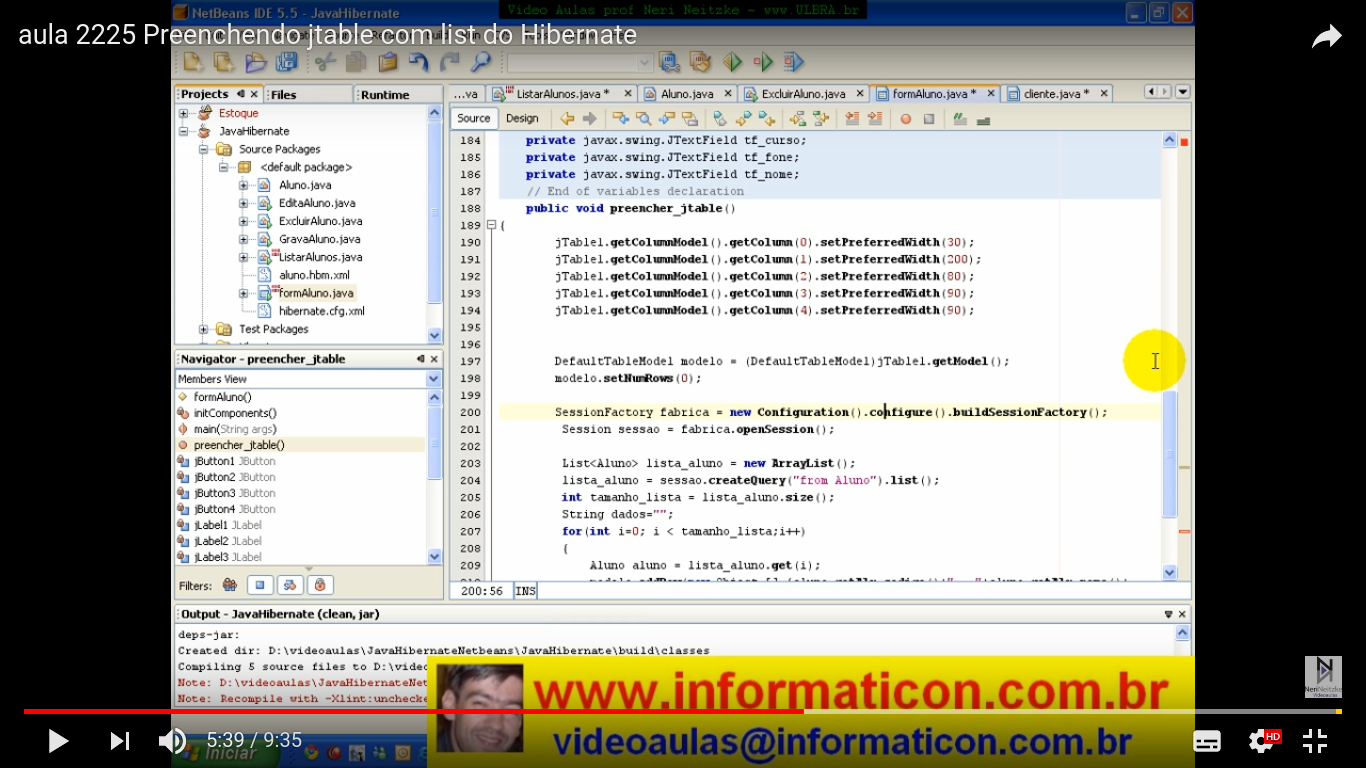 NetBeans IDE 5.5 - JavaHibernate
Video Aulas prof Neri Neitzke - www.ULBRA.br
aula 2225 Preenchendo jtable com list do Hibernate
Projects
Files
Runtime
...va
ListarAlunos.java *
Aluno.java
ExcluirAluno.java
formAluno.java *
cliente.java *
Source
Design
Estoque
JavaHibernate
Source Packages
<default package>
Aluno.java
EditaAluno.java
ExcluirAluno.java
GravaAluno.java
ListarAlunos.java
aluno.hbm.xml
formAluno.java
hibernate.cfg.xml
Test Packages
Navigator - preencher_jtable
Members View
formAluno()
initComponents()
main(String args)
preencher_jtable()
jButton1 JButton
jButton2 JButton
jButton3 JButton
jButton4 JButton
jLabel1 JLabel
jLabel2 JLabel
jLabel3 JLabel
Filters:
184 private javax.swing.JTextField tf_curso;
185 private javax.swing.JTextField tf_fone;
186 private javax.swing.JTextField tf_nome;
187 // End of variables declaration
188 public void preencher_jtable()
189 {
190 jTable1.getColumnModel().getColumn(0).setPreferredWidth(30);
191 jTable1.getColumnModel().getColumn(1).setPreferredWidth(200);
192 jTable1.getColumnModel().getColumn(2).setPreferredWidth(80);
193 jTable1.getColumnModel().getColumn(3).setPreferredWidth(90);
194 jTable1.getColumnModel().getColumn(4).setPreferredWidth(90);
195
196
197 DefaultTableModel modelo = (DefaultTableModel)jTable1.getModel();
198 modelo.setNumRows(0);
199
200 SessionFactory fabrica = new Configuration().configure().buildSessionFactory();
201 Session sessao = fabrica.openSession();
202
203 List<Aluno> lista_aluno = new ArrayList();
204 lista_aluno = sessao.createQuery("from Aluno").list();
205 int tamanho_lista = lista_aluno.size();
206 String dados="";
207 for(int i=0; i < tamanho_lista;i++)
208 {
209 Aluno aluno = lista_aluno.get(i);
200:56 INS
Output - JavaHibernate (clean, jar)
deps-jar:
Created dir: D:\videoaulas\JavaHibernateNetbeans\JavaHibernate\build\classes
Compiling 5 source files to D:\video
Note: D:\videoaulas\JavaHibernateNet
Note: Recompile with -Xlint:unchecke
www.informaticon.com.br
videoaulas@informaticon.com.br
NeriNeitzke
Videoaulas
Iniciar
5:39 / 9:35
HD